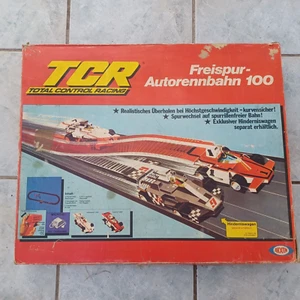 TCR
TOTAL CONTROL RACING
Freispur-
Autorennbahn 100
★ Realistisches Überholen bei Höchstgeschwindigkeit - kurvensicher!
★ Spurwechsel auf spurrillenfreier Bahn!
★ Exklusiver Hinderniswagen
separat erhältlich.
Hinderniswagen
IDEAL